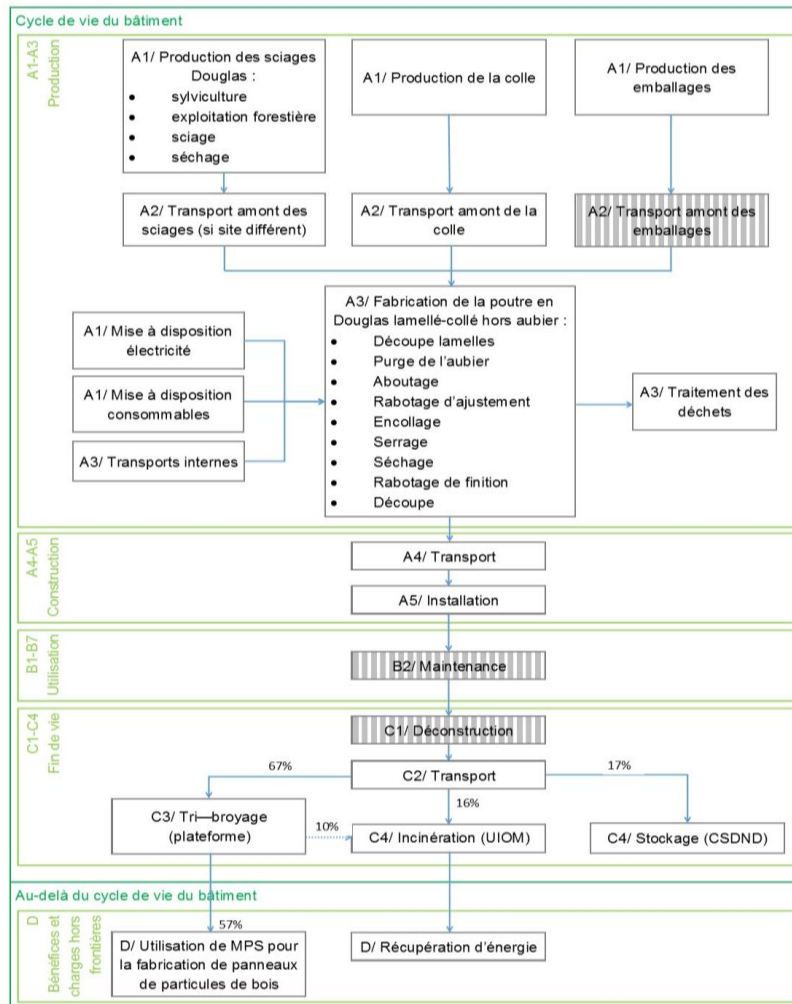 Cycle de vie du bâtiment
A1-A3
Production
A1/ Production des sciages
Douglas :
• sylviculture
• exploitation forestière
• sciage
• séchage
A1/ Production de la colle
A1/ Production des
emballages
A2/ Transport amont des
sciages (si site différent)
A2/ Transport amont de la
colle
A2/ Transport amont des
emballages
A1/ Mise à disposition
électricité
A1/ Mise à disposition
consommables
A3/ Transports internes
A3/ Fabrication de la poutre en
Douglas lamellé-collé hors aubier :
• Découpe lamelles
• Purge de l'aubier
• Aboutage
• Rabotage d'ajustement
• Encollage
• Serrage
• Séchage
• Rabotage de finition
• Découpe
A3/ Traitement des
déchets
A4-A5
Construction
A4/ Transport
A5/ Installation
B1-B7
Utilisation
B2/ Maintenance
C1-C4
Fin de vie
C1/ Déconstruction
67%
C2/ Transport
17%
16%
C3/ Tri—broyage
(plateforme)
10%
C4/ Incinération (UIOM)
C4/ Stockage (CSDND)
Au-delà du cycle de vie du bâtiment
D
Bénéfices et
charges hors
frontières
57%
D/ Utilisation de MPS pour
la fabrication de panneaux
de particules de bois
D/ Récupération d'énergie